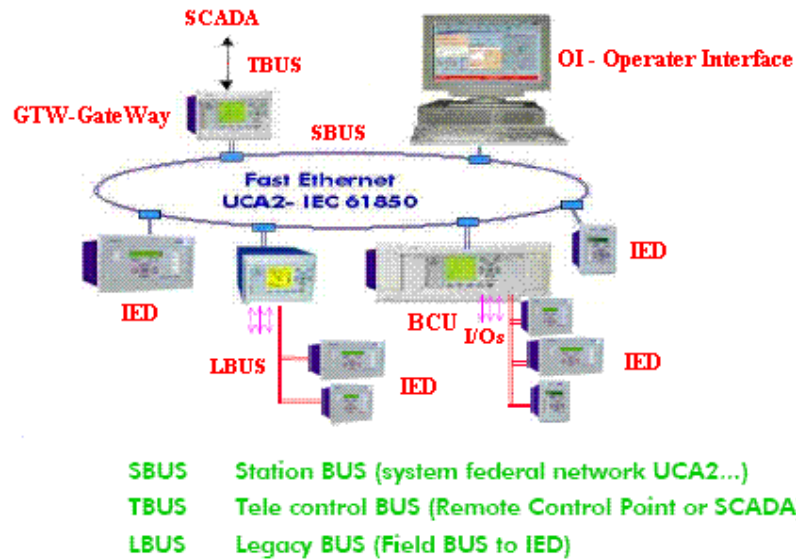 SCADA
TBUS
OI - Operater Interface
GTW-GateWay
SBUS
Fast Ethernet
UCA2- IEC 61850
IED
IED
BCU
I/Os
LBUS
IED
IED
SBUS Station BUS (system federal network UCA2...)
TBUS Tele control BUS (Remote Control Point or SCADA
LBUS Legacy BUS (Field BUS to IED)